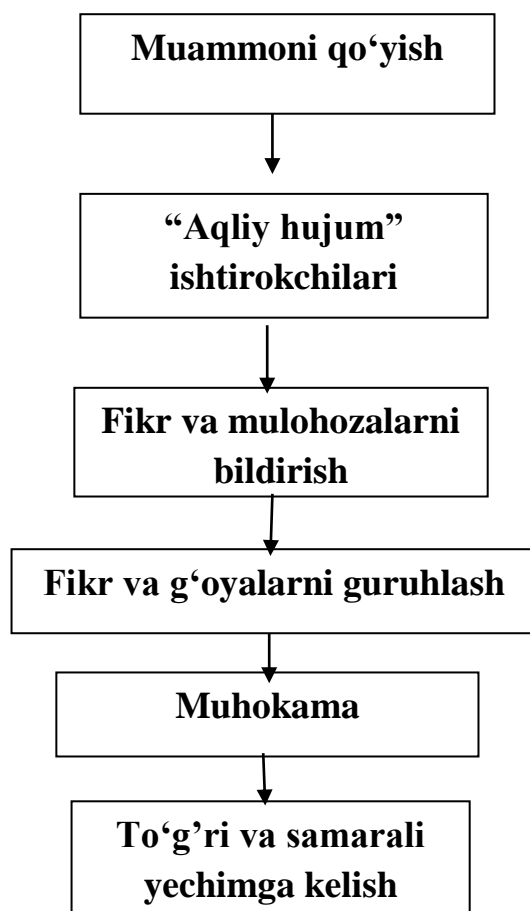 Muammoni qo‘yish
“Aqliy hujum”
ishtirokchilari
Fikr va mulohozalarni
bildirish
Fikr va g‘oyalarni guruhlash
Muhokama
To‘g’ri va samarali
yechimga kelish